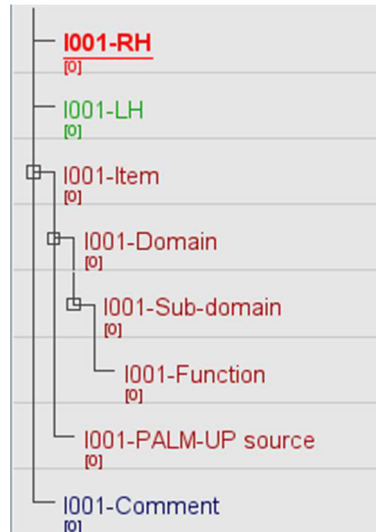 I001-RH
[0]
I001-LH
[0]
I001-Item
[0]
I001-Domain
[0]
I001-Sub-domain
[0]
I001-Function
[0]
I001-PALM-UP source
[0]
I001-Comment
[0]